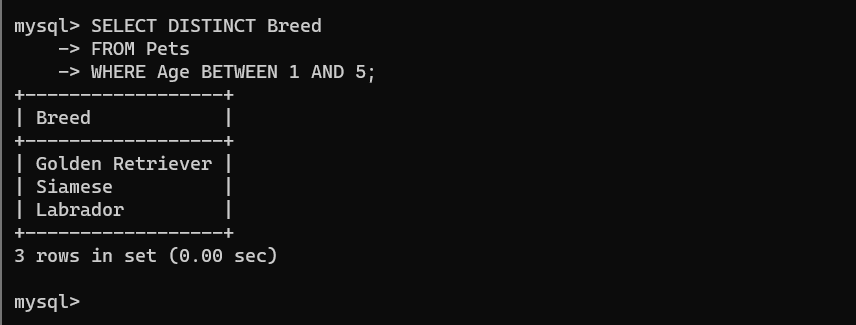 mysql> SELECT DISTINCT Breed
    -> FROM Pets
    -> WHERE Age BETWEEN 1 AND 5;
+------------------+
| Breed            |
+------------------+
| Golden Retriever |
| Siamese          |
| Labrador         |
+------------------+
3 rows in set (0.00 sec)
mysql>